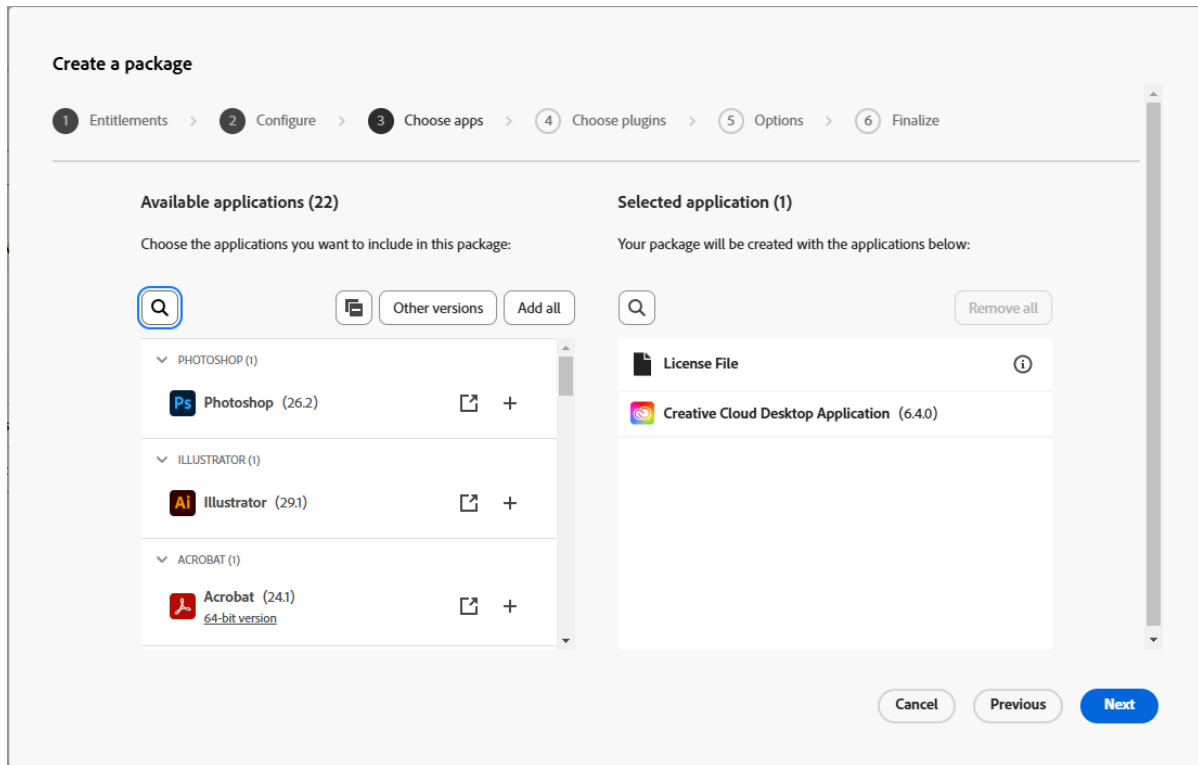 Create a package
1 Entitlements > 2 Configure > 3 Choose apps > 4 Choose plugins > 5 Options > 6 Finalize
Available applications (22)
Choose the applications you want to include in this package:
Other versions
Add all
PHOTOSHOP (1)
Ps Photoshop (26.2)
ILLUSTRATOR (1)
Ai Illustrator (29.1)
ACROBAT (1)
Acrobat (24.1)
64-bit version
Selected application (1)
Your package will be created with the applications below:
Remove all
License File
Creative Cloud Desktop Application (6.4.0)
Cancel
Previous
Next